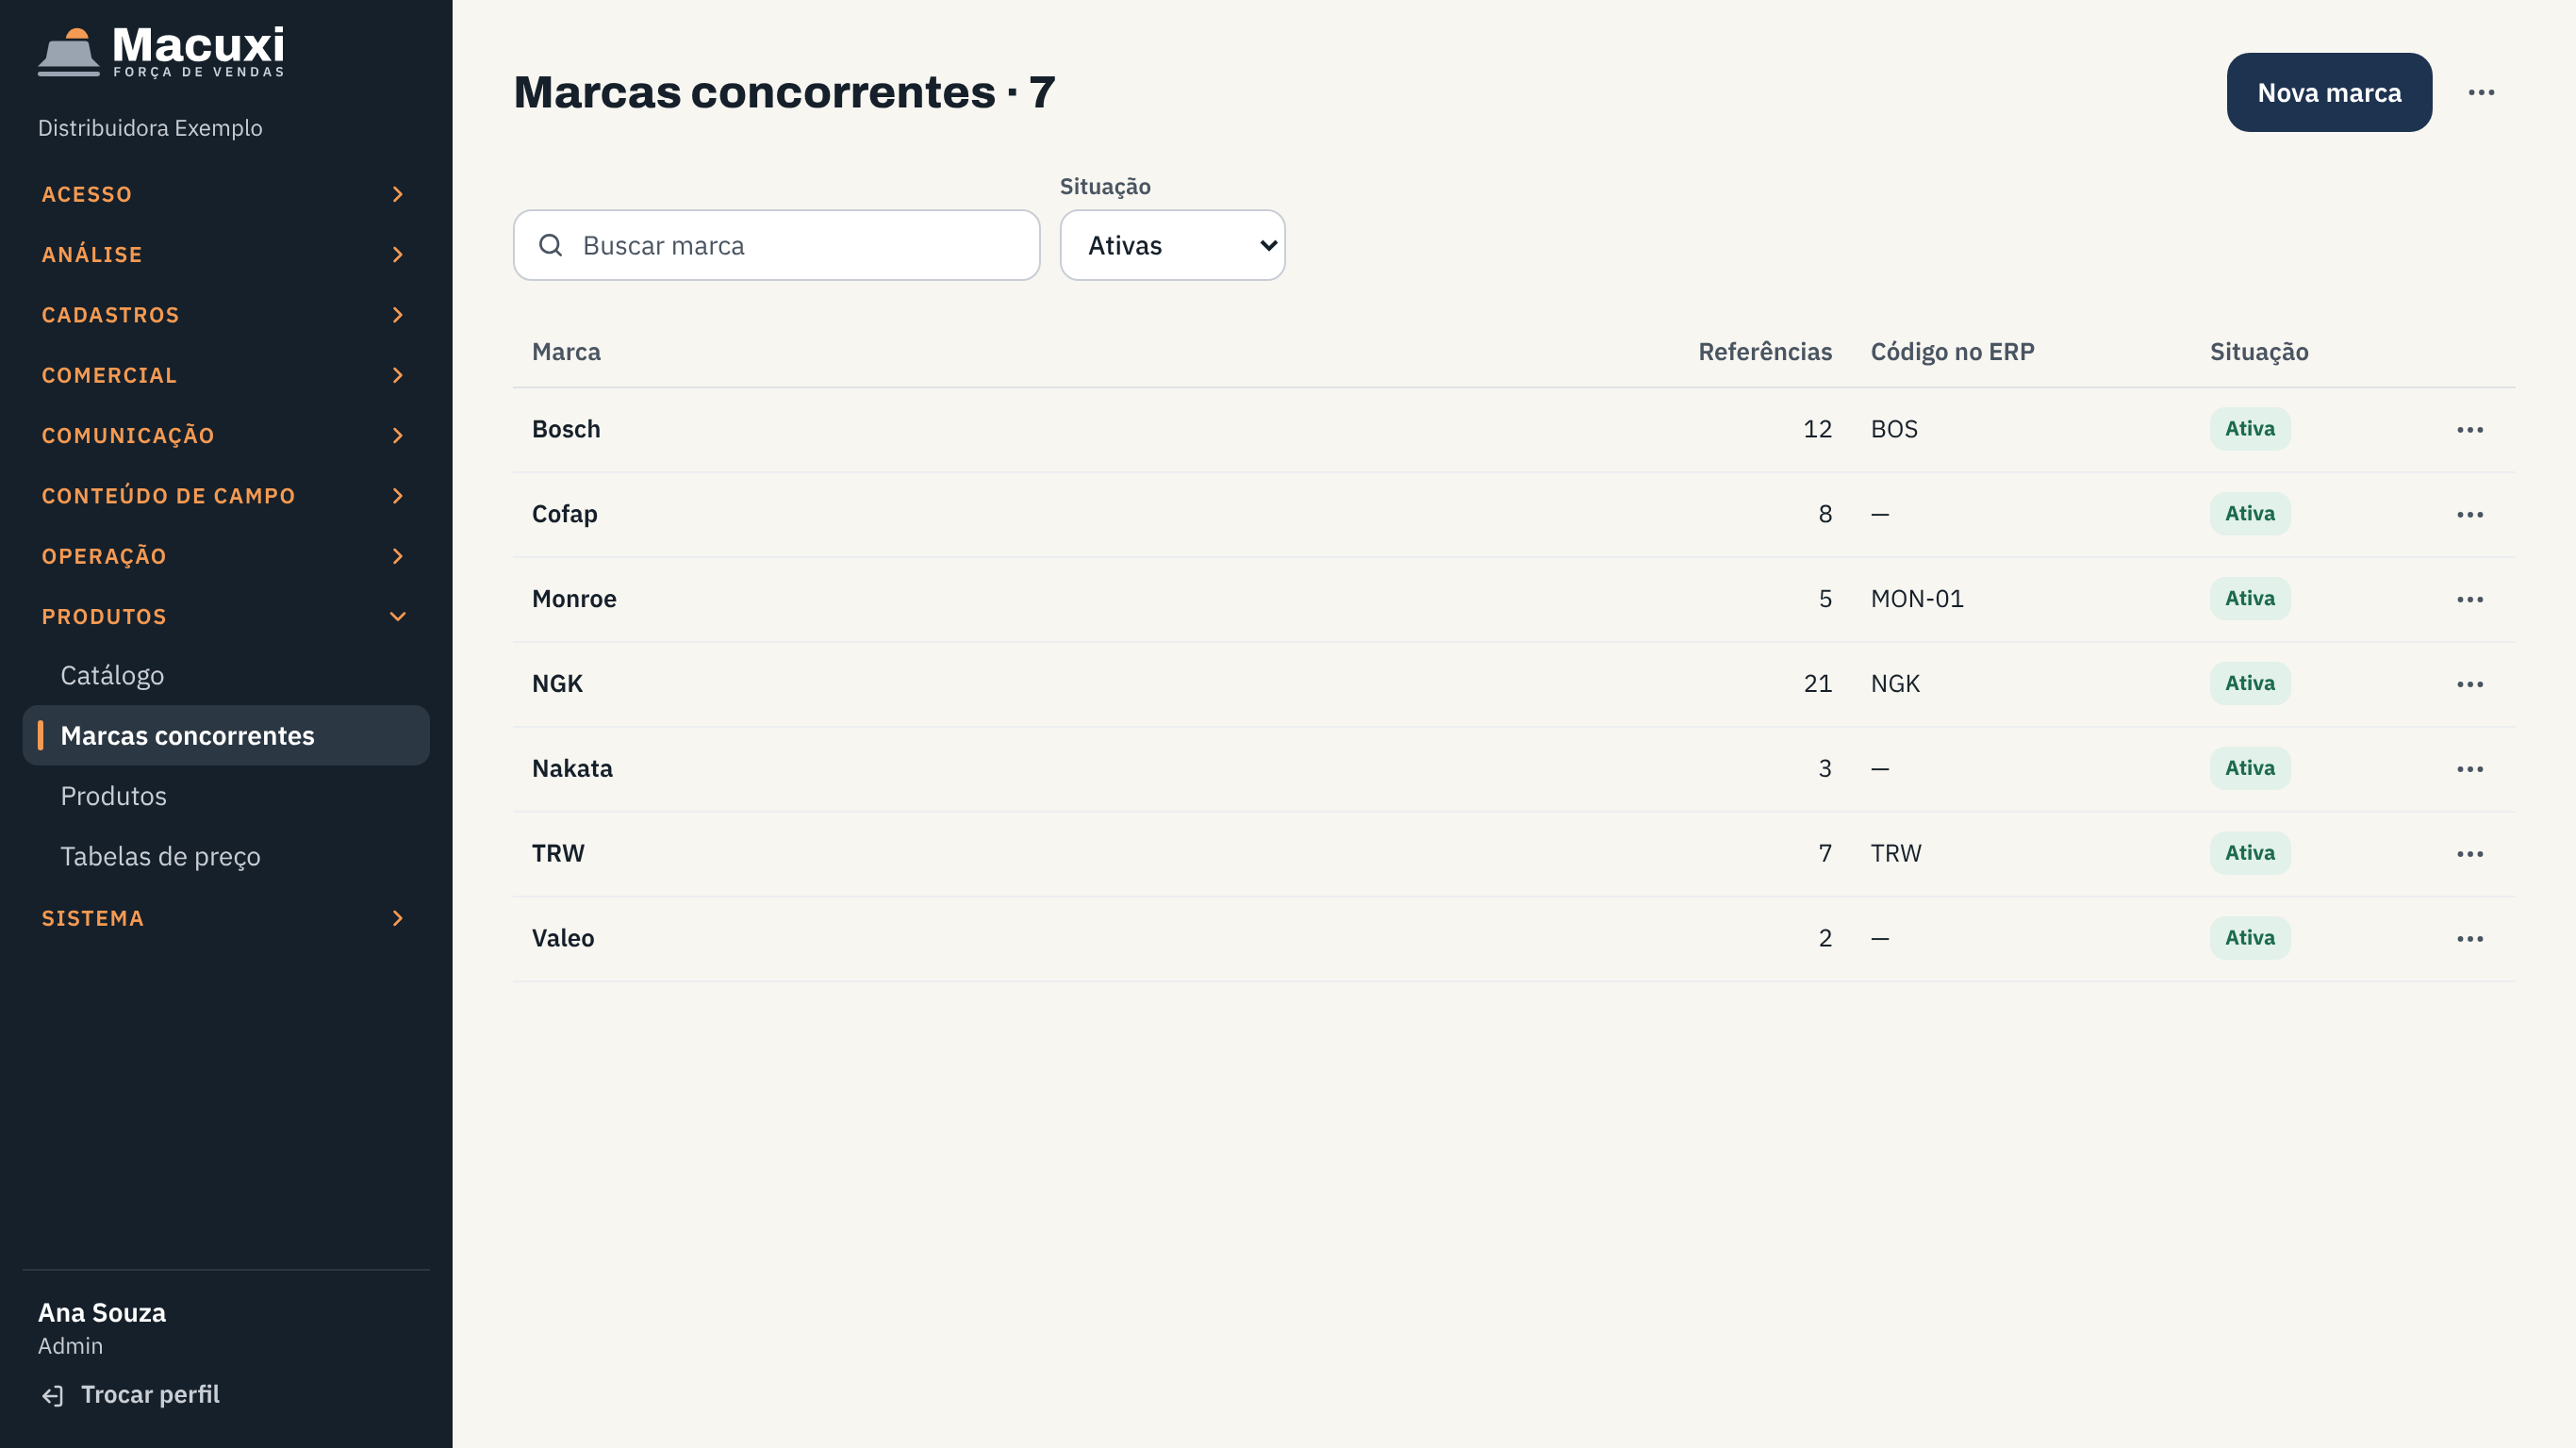 Macuxi
FORÇA DE VENDAS
Distribuidora Exemplo
ACESSO
ANÁLISE
CADASTROS
COMERCIAL
COMUNICAÇÃO
CONTEÚDO DE CAMPO
OPERAÇÃO
PRODUTOS
Catálogo
Marcas concorrentes
Produtos
Tabelas de preço
SISTEMA
Ana Souza
Admin
Trocar perfil
Marcas concorrentes · 7
Nova marca
Situação
Buscar marca
Ativas
Marca Referências Código no ERP Situação
Bosch 12 BOS Ativa
Cofap 8 — Ativa
Monroe 5 MON-01 Ativa
NGK 21 NGK Ativa
Nakata 3 — Ativa
TRW 7 TRW Ativa
Valeo 2 — Ativa